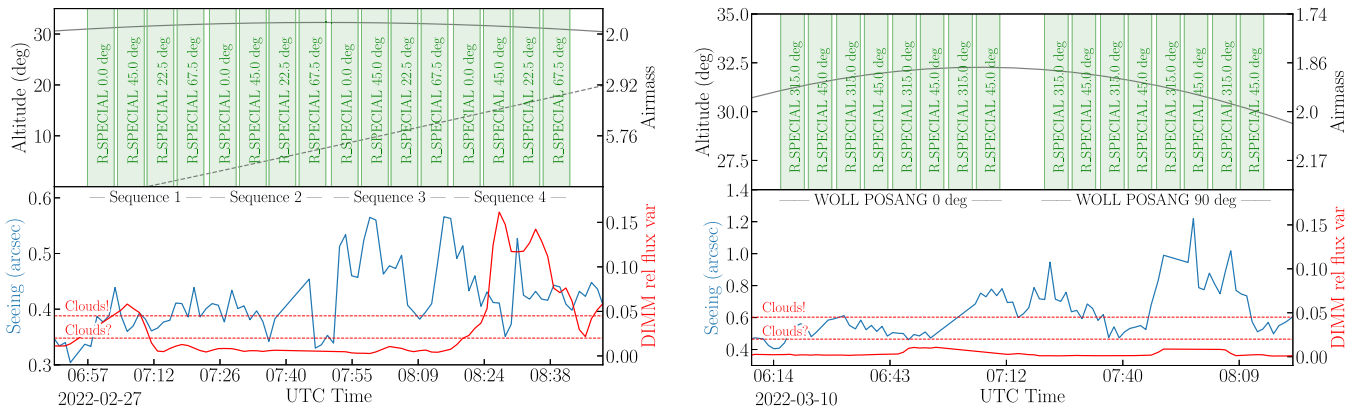 Altitude (deg)
30
20
10
R_SPECIAL 0.0 deg
R_SPECIAL 45.0 deg
R_SPECIAL 22.5 deg
R_SPECIAL 67.5 deg
R_SPECIAL 0.0 deg
R_SPECIAL 45.0 deg
R_SPECIAL 22.5 deg
R_SPECIAL 67.5 deg
R_SPECIAL 0.0 deg
R_SPECIAL 45.0 deg
R_SPECIAL 22.5 deg
R_SPECIAL 67.5 deg
R_SPECIAL 0.0 deg
R_SPECIAL 45.0 deg
R_SPECIAL 22.5 deg
R_SPECIAL 67.5 deg
2.0
2.92
5.76
Airmass
Sequence 1
Sequence 2
Sequence 3
Sequence 4
Seeing (arcsec)
0.6
0.5
0.4
0.3
Clouds!
Clouds?
0.15
0.10
0.05
0.00
DIMM rel flux var
06:57 07:12 07:26 07:40 07:55 08:09 08:24 08:38
2022-02-27
UTC Time
Altitude (deg)
35.0
32.5
30.0
27.5
R_SPECIAL 315.0 deg
R_SPECIAL 45.0 deg
R_SPECIAL 315.0 deg
R_SPECIAL 45.0 deg
R_SPECIAL 315.0 deg
R_SPECIAL 45.0 deg
R_SPECIAL 315.0 deg
R_SPECIAL 45.0 deg
R_SPECIAL 315.0 deg
R_SPECIAL 45.0 deg
R_SPECIAL 315.0 deg
R_SPECIAL 45.0 deg
R_SPECIAL 315.0 deg
R_SPECIAL 45.0 deg
R_SPECIAL 315.0 deg
R_SPECIAL 45.0 deg
1.74
1.86
2.0
2.17
Airmass
WOLL POSANG 0 deg
WOLL POSANG 90 deg
Seeing (arcsec)
1.4
1.2
1.0
0.8
0.6
0.4
Clouds!
Clouds?
0.15
0.10
0.05
0.00
DIMM rel flux var
06:14 06:43 07:12 07:40 08:09
2022-03-10
UTC Time